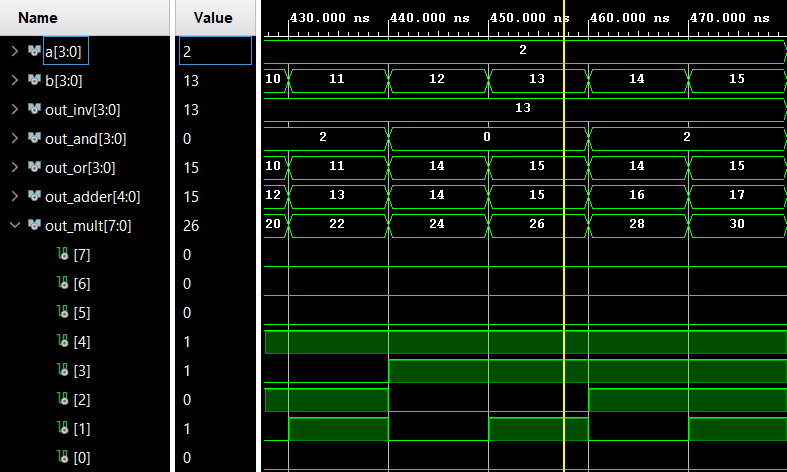 Name Value 430.000 ns 440.000 ns 450.000 ns 460.000 ns 470.000 ns
a[3:0] 2 2
b[3:0] 13 10 11 12 13 14 15
out_inv[3:0] 13 13
out_and[3:0] 0 2 0 2
out_or[3:0] 15 10 11 14 15 14 15
out_adder[4:0] 15 12 13 14 15 16 17
out_mult[7:0] 26 20 22 24 26 28 30
[7] 0
[6] 0
[5] 0
[4] 1
[3] 1
[2] 0
[1] 1
[0] 0